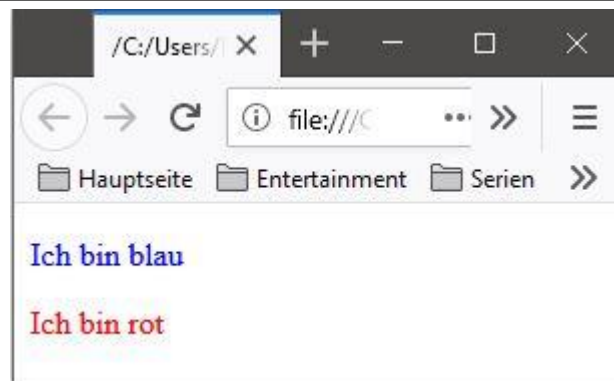 /C:/Users/
file:///C
Hauptseite Entertainment Serien
Ich bin blau
Ich bin rot